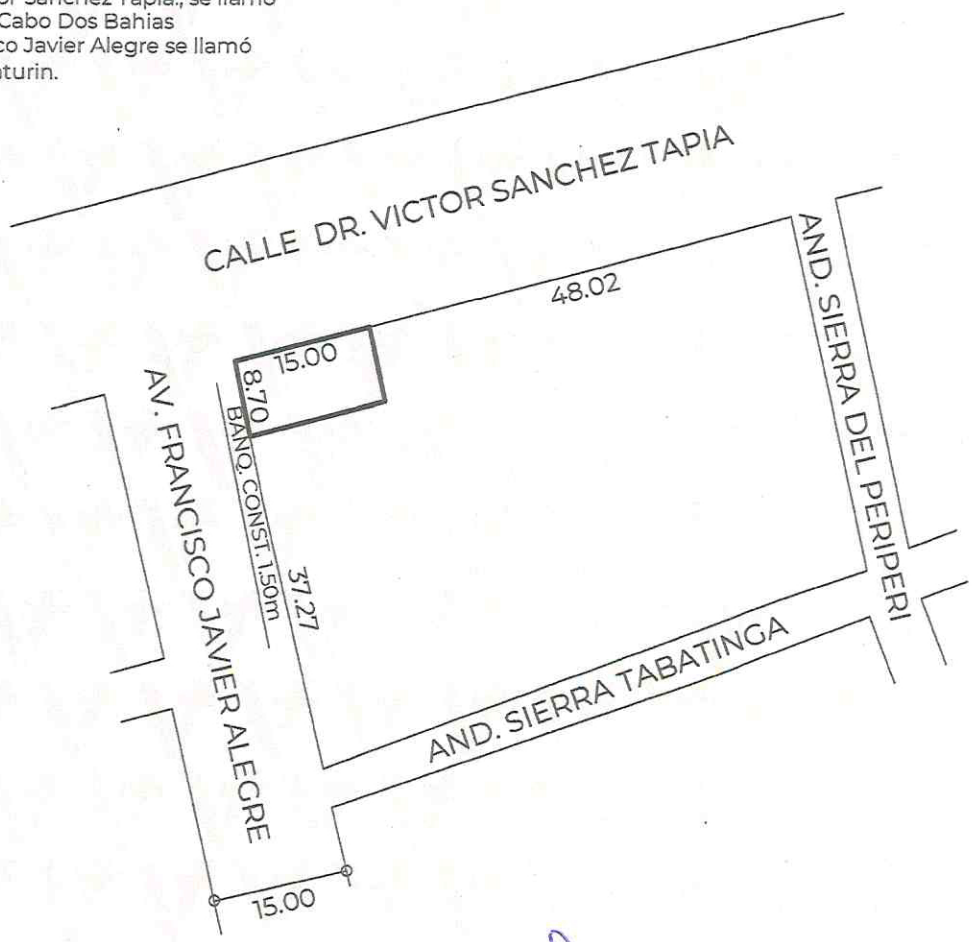 or Sanchez Tapia., se llamó
Cabo Dos Bahias
co Javier Alegre se llamó
aturin.
CALLE DR. VICTOR SANCHEZ TAPIA
48.02
15.00
8.70
AV. FRANCISCO JAVIER ALEGRE
BANQ. CONST. 1.50m
37.27
AND. SIERRA DEL PERIPERI
AND. SIERRA TABATINGA
15.00